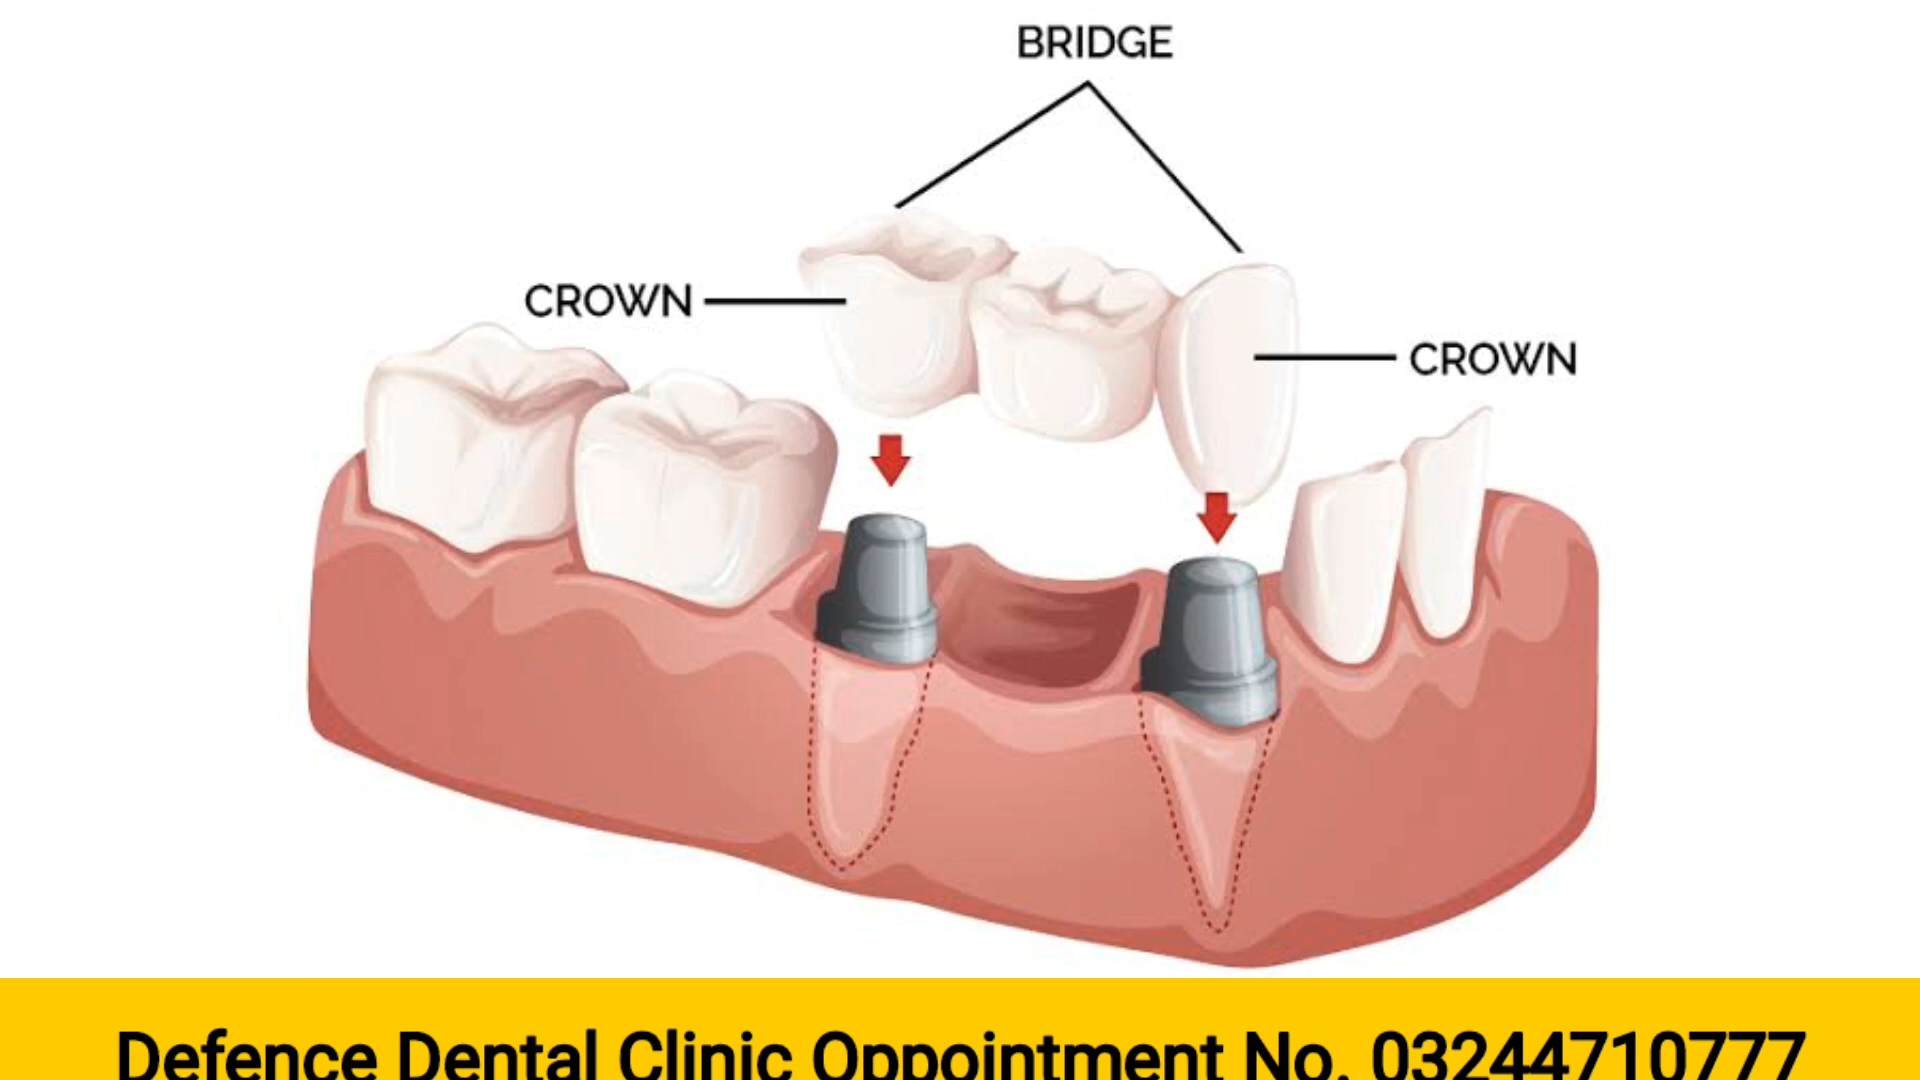 BRIDGE
CROWN
CROWN
Defence Dental Clinic Oppointment No. 03244710777